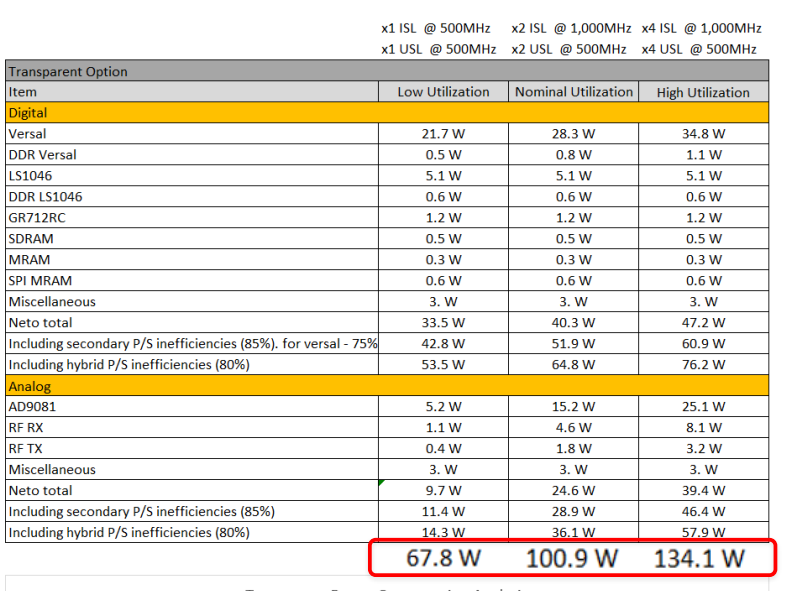 x1 ISL @ 500MHz x2 ISL @ 1,000MHz x4 ISL @ 1,000MHz
x1 USL @ 500MHz x2 USL @ 500MHz x4 USL @ 500MHz
Transparent Option
Item Low Utilization Nominal Utilization High Utilization
Digital
Versal 21.7 W 28.3 W 34.8 W
DDR Versal 0.5 W 0.8 W 1.1 W
LS1046 5.1 W 5.1 W 5.1 W
DDR LS1046 0.6 W 0.6 W 0.6 W
GR712RC 1.2 W 1.2 W 1.2 W
SDRAM 0.5 W 0.5 W 0.5 W
MRAM 0.3 W 0.3 W 0.3 W
SPI MRAM 0.6 W 0.6 W 0.6 W
Miscellaneous 3. W 3. W 3. W
Neto total 33.5 W 40.3 W 47.2 W
Including secondary P/S inefficiencies (85%). for versal - 75% 42.8 W 51.9 W 60.9 W
Including hybrid P/S inefficiencies (80%) 53.5 W 64.8 W 76.2 W
Analog
AD9081 5.2 W 15.2 W 25.1 W
RF RX 1.1 W 4.6 W 8.1 W
RF TX 0.4 W 1.8 W 3.2 W
Miscellaneous 3. W 3. W 3. W
Neto total 9.7 W 24.6 W 39.4 W
Including secondary P/S inefficiencies (85%) 11.4 W 28.9 W 46.4 W
Including hybrid P/S inefficiencies (80%) 14.3 W 36.1 W 57.9 W
67.8 W 100.9 W 134.1 W